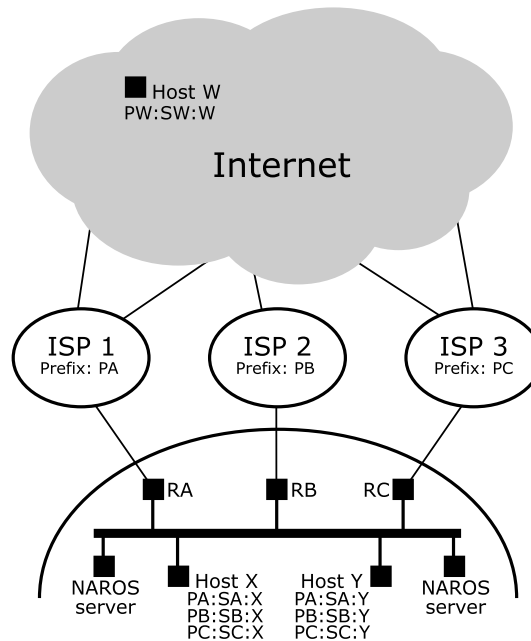 Host W
PW:SW:W
Internet
ISP 1
Prefix: PA
ISP 2
Prefix: PB
ISP 3
Prefix: PC
RA
RB
RC
NAROS
server
Host X
PA:SA:X
PB:SB:X
PC:SC:X
Host Y
PA:SA:Y
PB:SB:Y
PC:SC:Y
NAROS
server